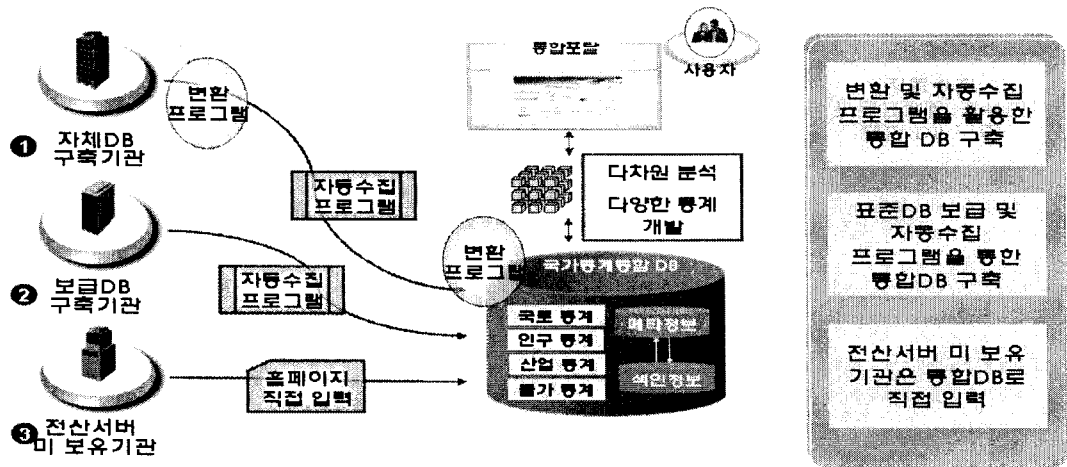 통합포탈
사용자
변환
프로그램
❶ 자체DB
구축기관
자동수집
프로그램
다차원 분석
다양한 통계
개발
변환
프로그램
국가통계통합 DB
❷ 보급DB
구축기관
자동수집
프로그램
국토 통계
인구 통계
산업 통계
물가 통계
메타정보
색인정보
홈페이지
직접 입력
❸ 전산서버
미 보유기관
변환 및 자동수집
프로그램을 활용한
통합 DB 구축
표준DB 보급 및
자동수집
프로그램을 통한
통합DB 구축
전산서버 미 보유
기관은 통합DB로
직접 입력